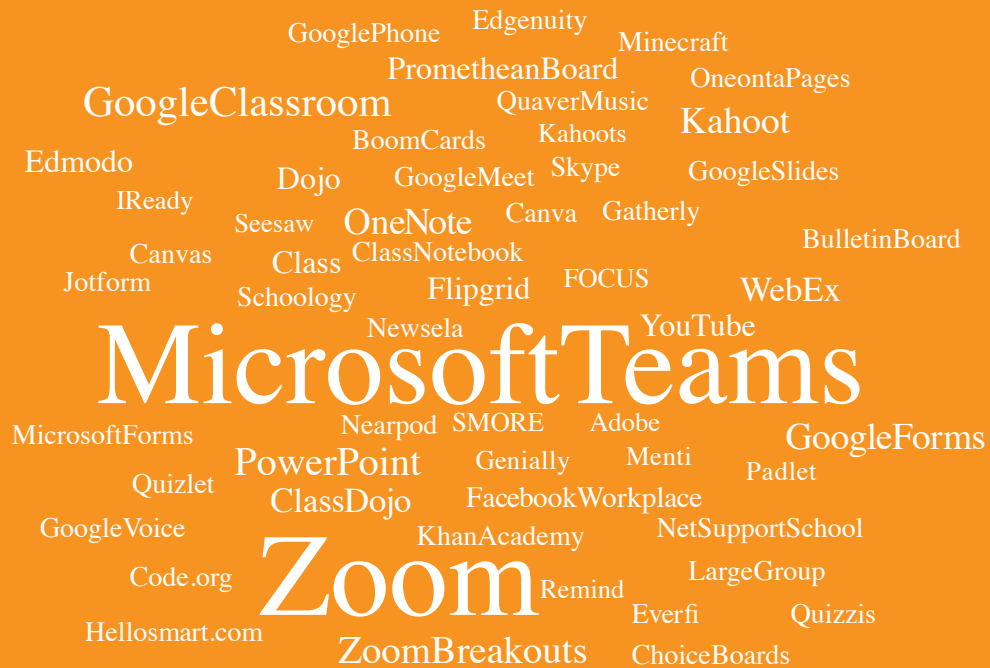 Edgenuity
GooglePhone
Minecraft
PrometheanBoard
OneontaPages
GoogleClassroom
QuaverMusic
Kahoot
BoomCards
Kahoots
Edmodo
Dojo
GoogleMeet
Skype
GoogleSlides
IReady
Seesaw
OneNote
Canva
Gatherly
BulletinBoard
Canvas
Class
ClassNotebook
Jotform
Schoology
Flipgrid
FOCUS
WebEx
Newsela
YouTube
MicrosoftTeams
MicrosoftForms
Nearpod
SMORE
Adobe
GoogleForms
PowerPoint
Genially
Menti
Padlet
Quizlet
ClassDojo
FacebookWorkplace
GoogleVoice
KhanAcademy
NetSupportSchool
Code.org
Zoom
Remind
LargeGroup
Everfi
Quizzis
Hellosmart.com
ZoomBreakouts
ChoiceBoards